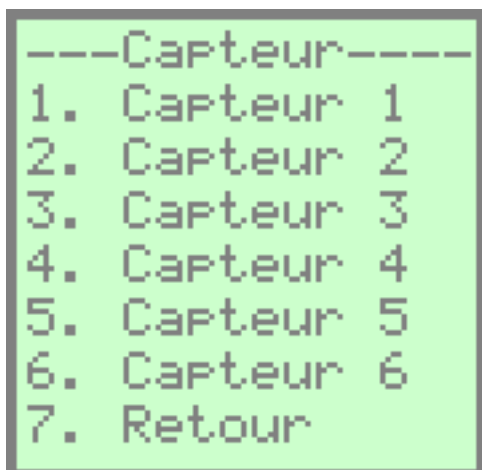 ---Capteur----
1. Capteur 1
2. Capteur 2
3. Capteur 3
4. Capteur 4
5. Capteur 5
6. Capteur 6
7. Retour